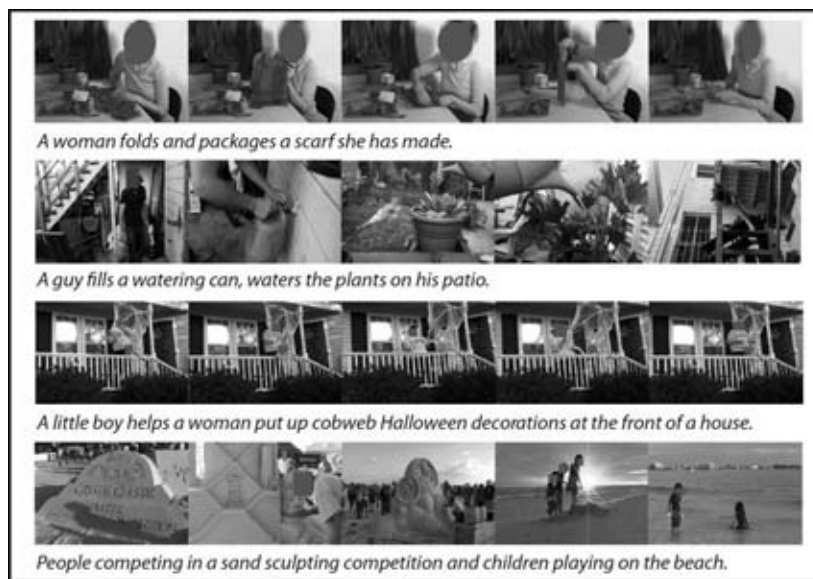 A woman folds and packages a scarf she has made.
A guy fills a watering can, waters the plants on his patio.
A little boy helps a woman put up cobweb Halloween decorations at the front of a house.
People competing in a sand sculpting competition and children playing on the beach.